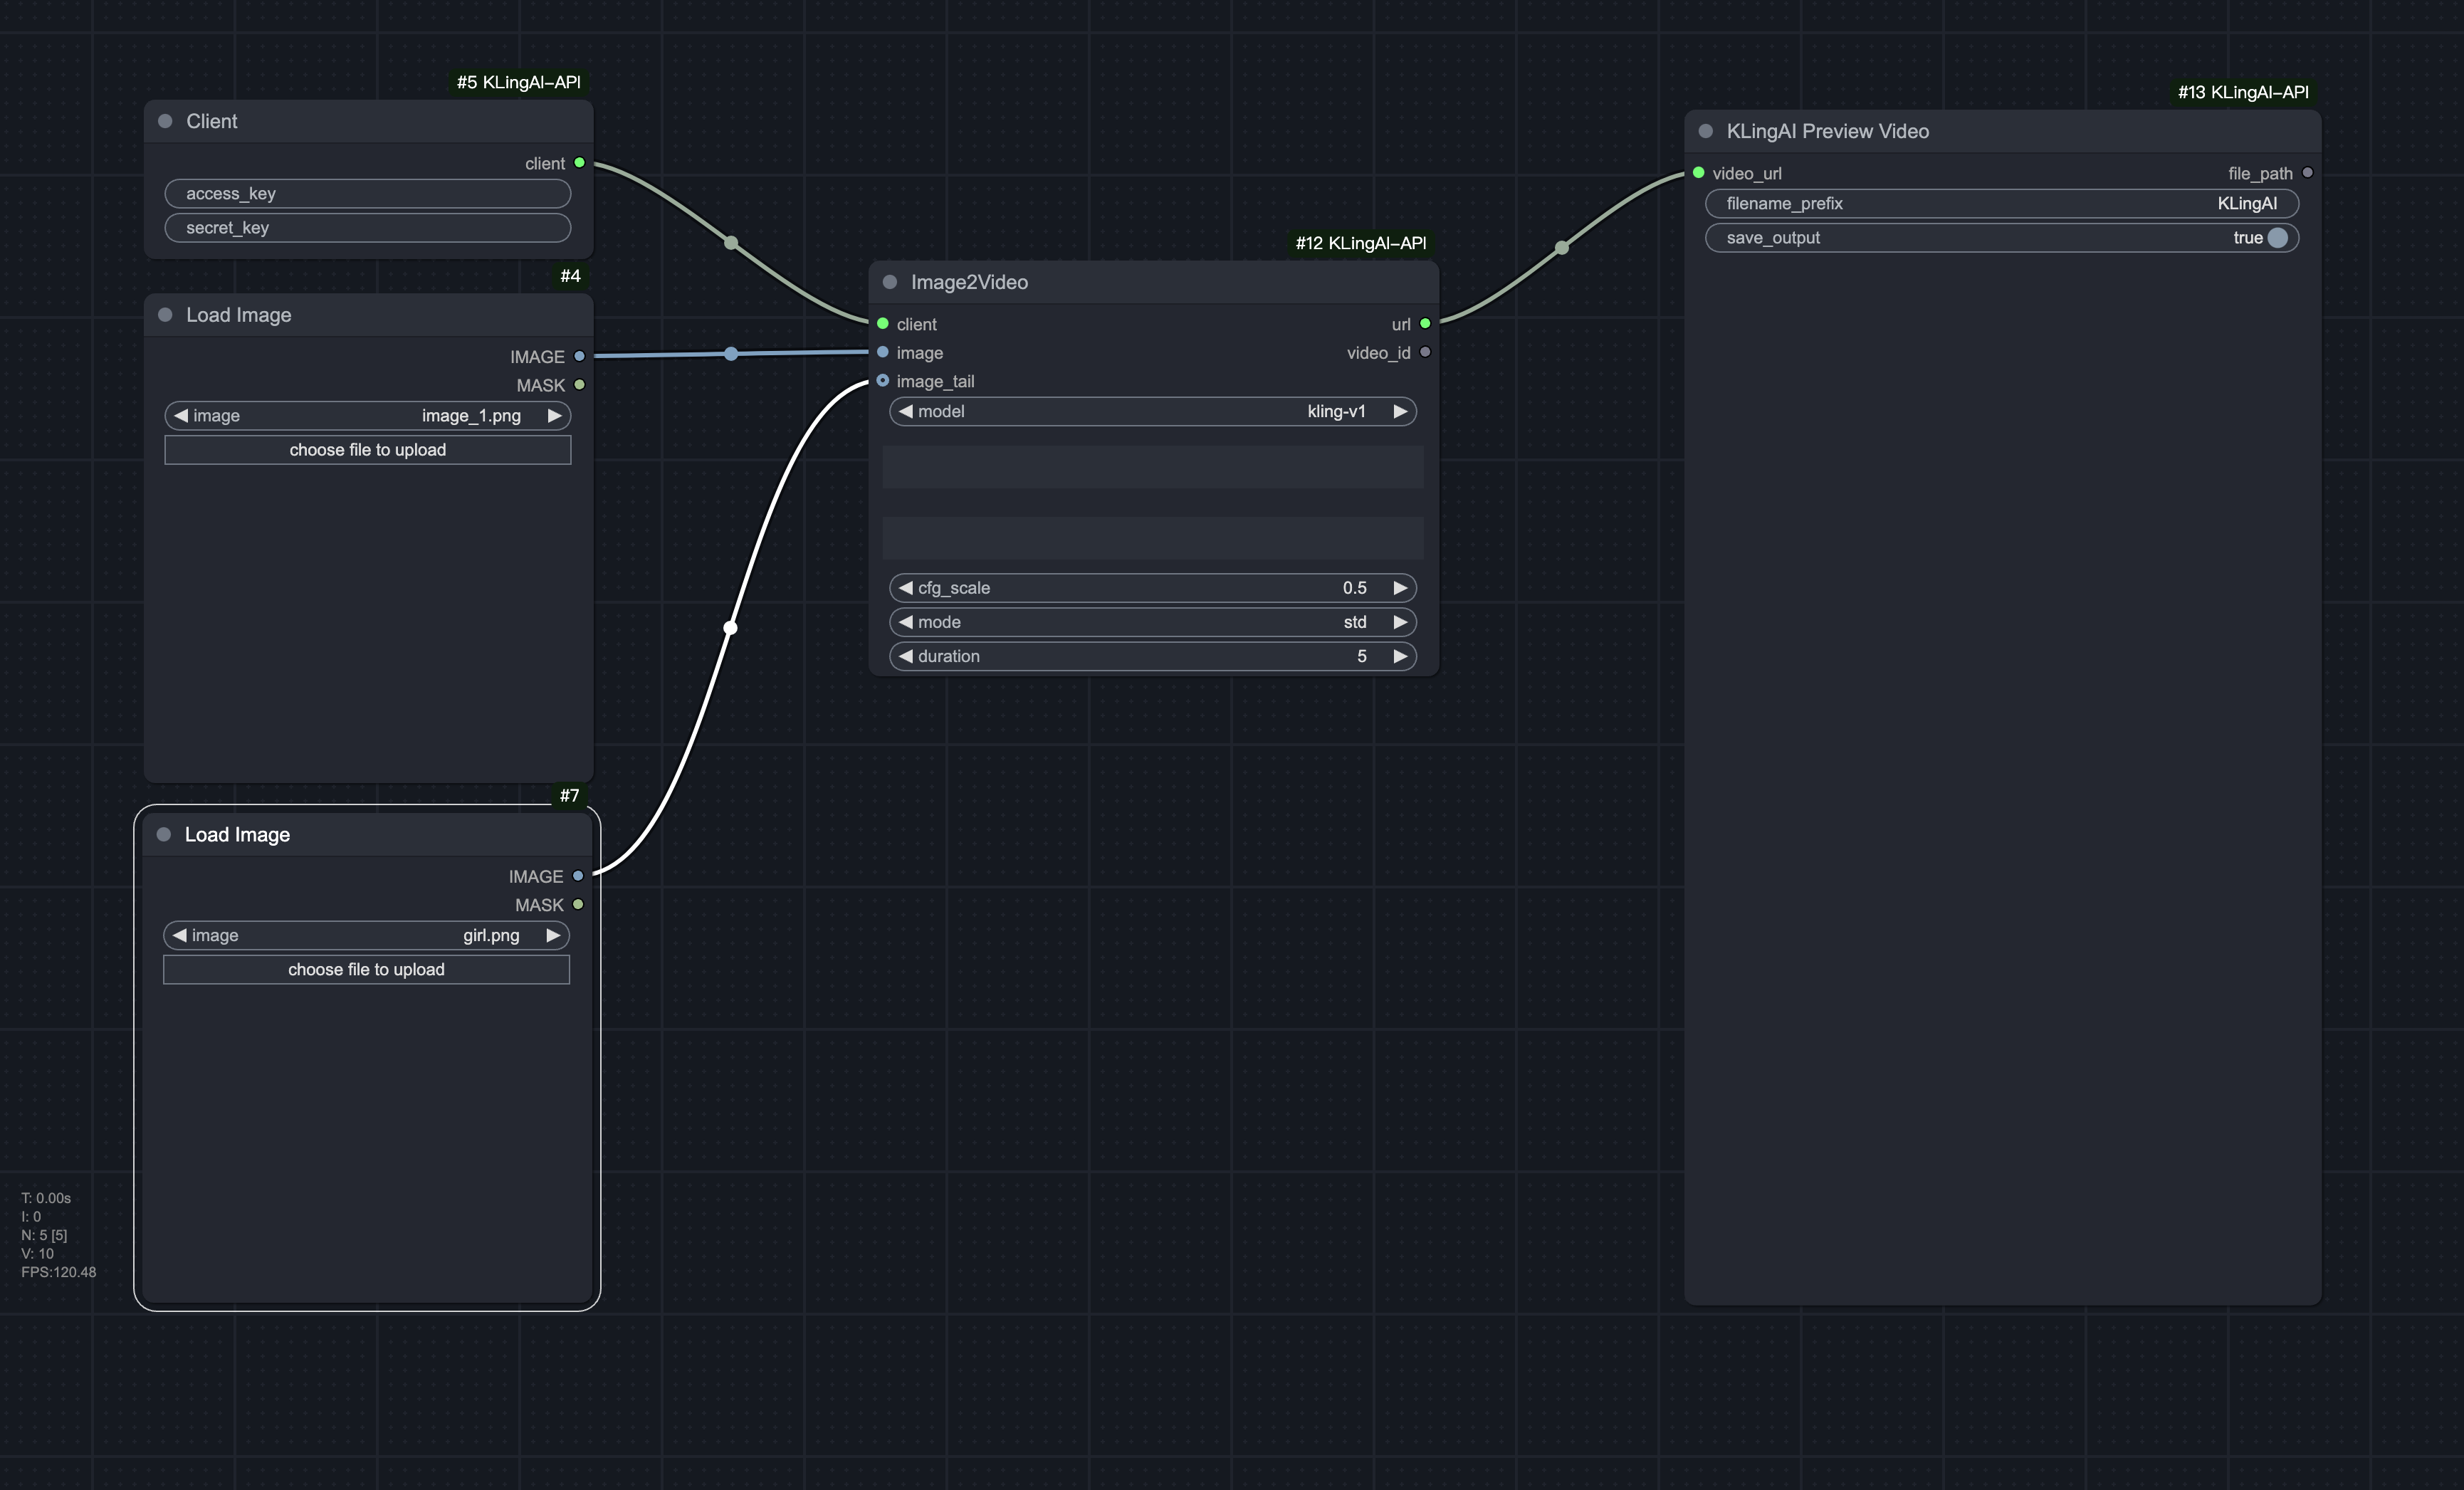 #5 KLingAI-API
Client
client
access_key
secret_key
#4
Load Image
IMAGE
MASK
image image_1.png
choose file to upload
#7
Load Image
IMAGE
MASK
image girl.png
choose file to upload
#12 KLingAI-API
Image2Video
client url
image video_id
image_tail
model kling-v1
cfg_scale 0.5
mode std
duration 5
#13 KLingAI-API
KLingAI Preview Video
video_url file_path
filename_prefix KLingAI
save_output true
T: 0.00s
I: 0
N: 5 [5]
V: 10
FPS:120.48